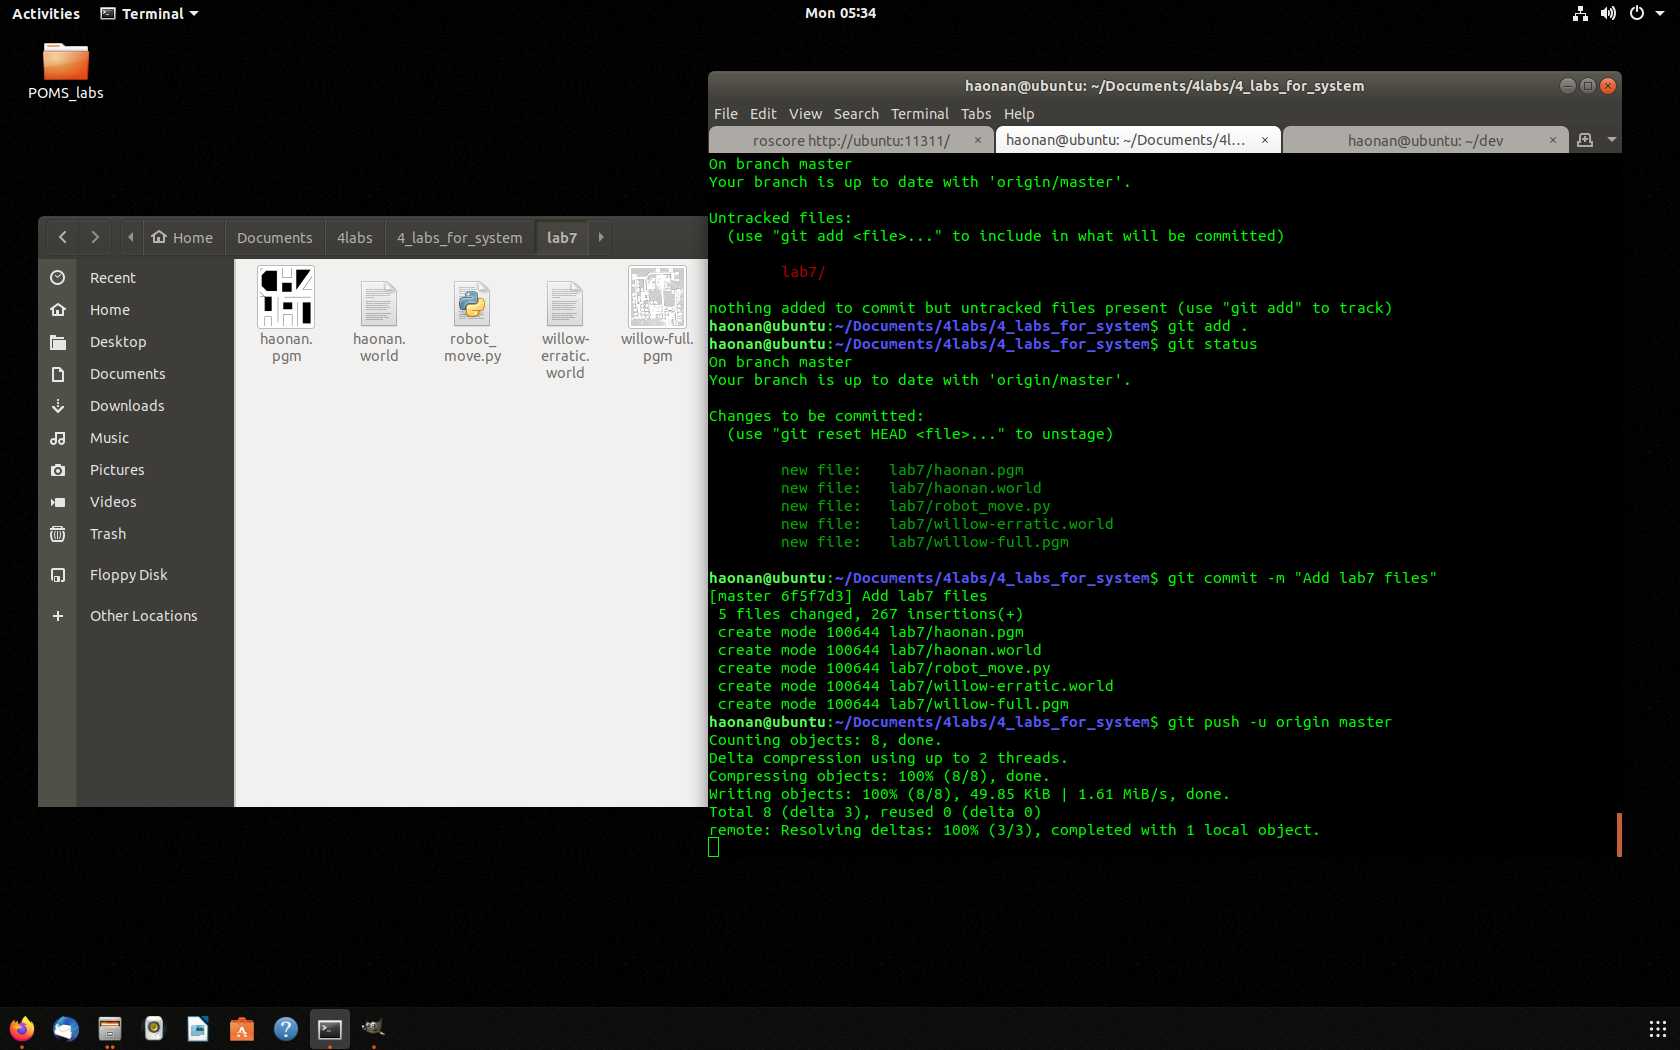 Activities
Terminal
Mon 05:34
POMS_labs
haonan@ubuntu: ~/Documents/4labs/4_labs_for_system
File Edit View Search Terminal Tabs Help
roscore http://ubuntu:11311/
haonan@ubuntu: ~/Documents/4l...
haonan@ubuntu: ~/dev
Home
Documents
4labs
4_labs_for_system
lab7
Recent
Home
Desktop
Documents
Downloads
Music
Pictures
Videos
Trash
Floppy Disk
Other Locations
haonan.
pgm
haonan.
world
robot_
move.py
willow-
erratic.
world
willow-full.
pgm
On branch master
Your branch is up to date with 'origin/master'.
Untracked files:
(use "git add <file>..." to include in what will be committed)
lab7/
nothing added to commit but untracked files present (use "git add" to track)
haonan@ubuntu:~/Documents/4labs/4_labs_for_system$ git add .
haonan@ubuntu:~/Documents/4labs/4_labs_for_system$ git status
On branch master
Your branch is up to date with 'origin/master'.
Changes to be committed:
(use "git reset HEAD <file>..." to unstage)
new file:   lab7/haonan.pgm
new file:   lab7/haonan.world
new file:   lab7/robot_move.py
new file:   lab7/willow-erratic.world
new file:   lab7/willow-full.pgm
haonan@ubuntu:~/Documents/4labs/4_labs_for_system$ git commit -m "Add lab7 files"
[master 6f5f7d3] Add lab7 files
5 files changed, 267 insertions(+)
create mode 100644 lab7/haonan.pgm
create mode 100644 lab7/haonan.world
create mode 100644 lab7/robot_move.py
create mode 100644 lab7/willow-erratic.world
create mode 100644 lab7/willow-full.pgm
haonan@ubuntu:~/Documents/4labs/4_labs_for_system$ git push -u origin master
Counting objects: 8, done.
Delta compression using up to 2 threads.
Compressing objects: 100% (8/8), done.
Writing objects: 100% (8/8), 49.85 KiB | 1.61 MiB/s, done.
Total 8 (delta 3), reused 0 (delta 0)
remote: Resolving deltas: 100% (3/3), completed with 1 local object.